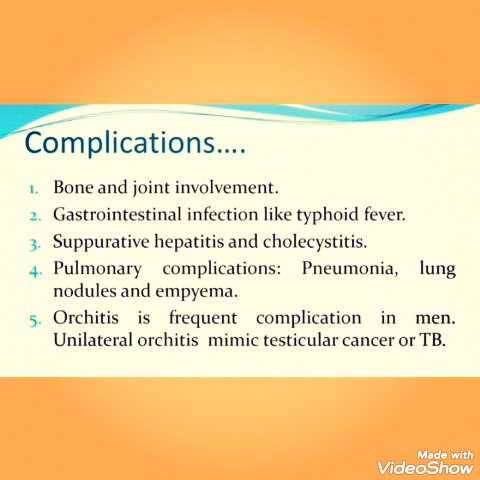 Complications....
1. Bone and joint involvement.
2. Gastrointestinal infection like typhoid fever.
3. Suppurative hepatitis and cholecystitis.
4. Pulmonary complications: Pneumonia, lung
nodules and empyema.
5. Orchitis is frequent complication in men.
Unilateral orchitis mimic testicular cancer or TB.
Made with
VideoShow